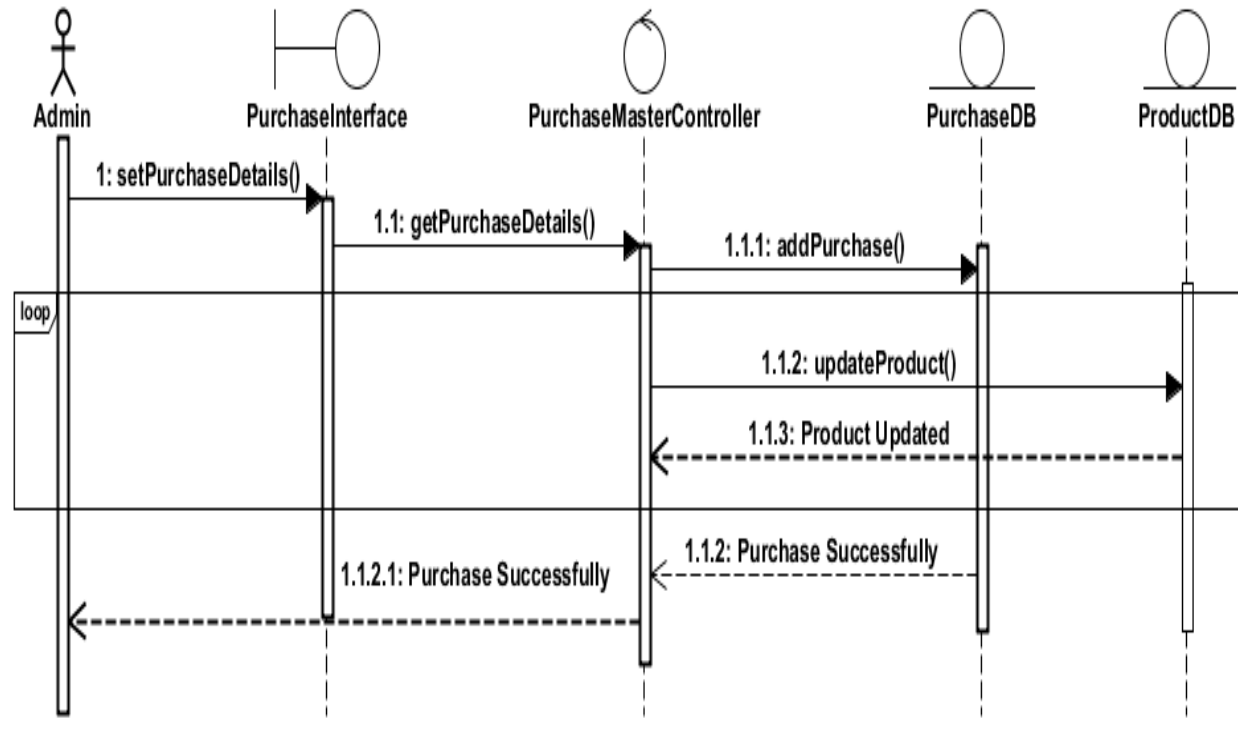 Admin
PurchaseInterface
PurchaseMasterController
PurchaseDB
ProductDB
1: setPurchaseDetails()
1.1: getPurchaseDetails()
1.1.1: addPurchase()
loop
1.1.2: updateProduct()
1.1.3: Product Updated
1.1.2: Purchase Successfully
1.1.2.1: Purchase Successfully